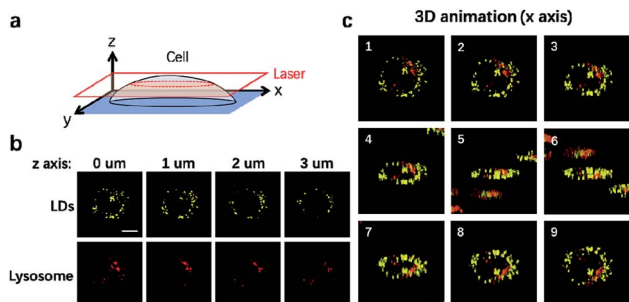 a
z
Cell
Laser
x
y
b
z axis: 0 um 1 um 2 um 3 um
LDs
Lysosome
c
3D animation (x axis)
1 2 3
4 5 6
7 8 9